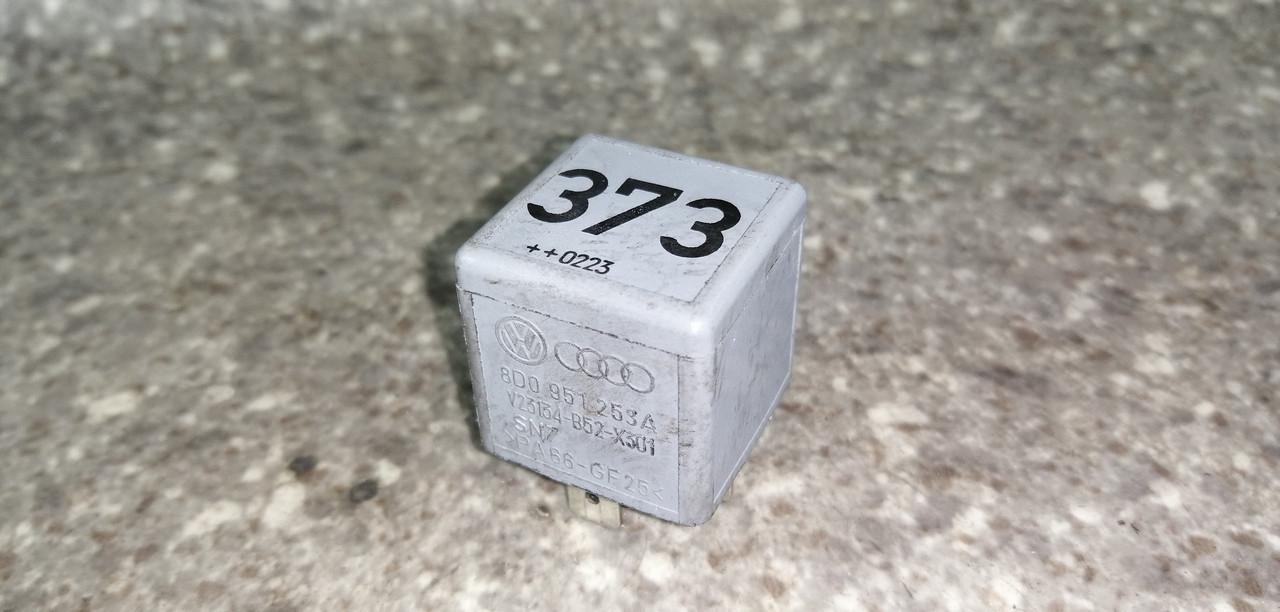 373
++0223
8D0 951 253A
V23134-B52-X301
SN7
>PA66-GF25<